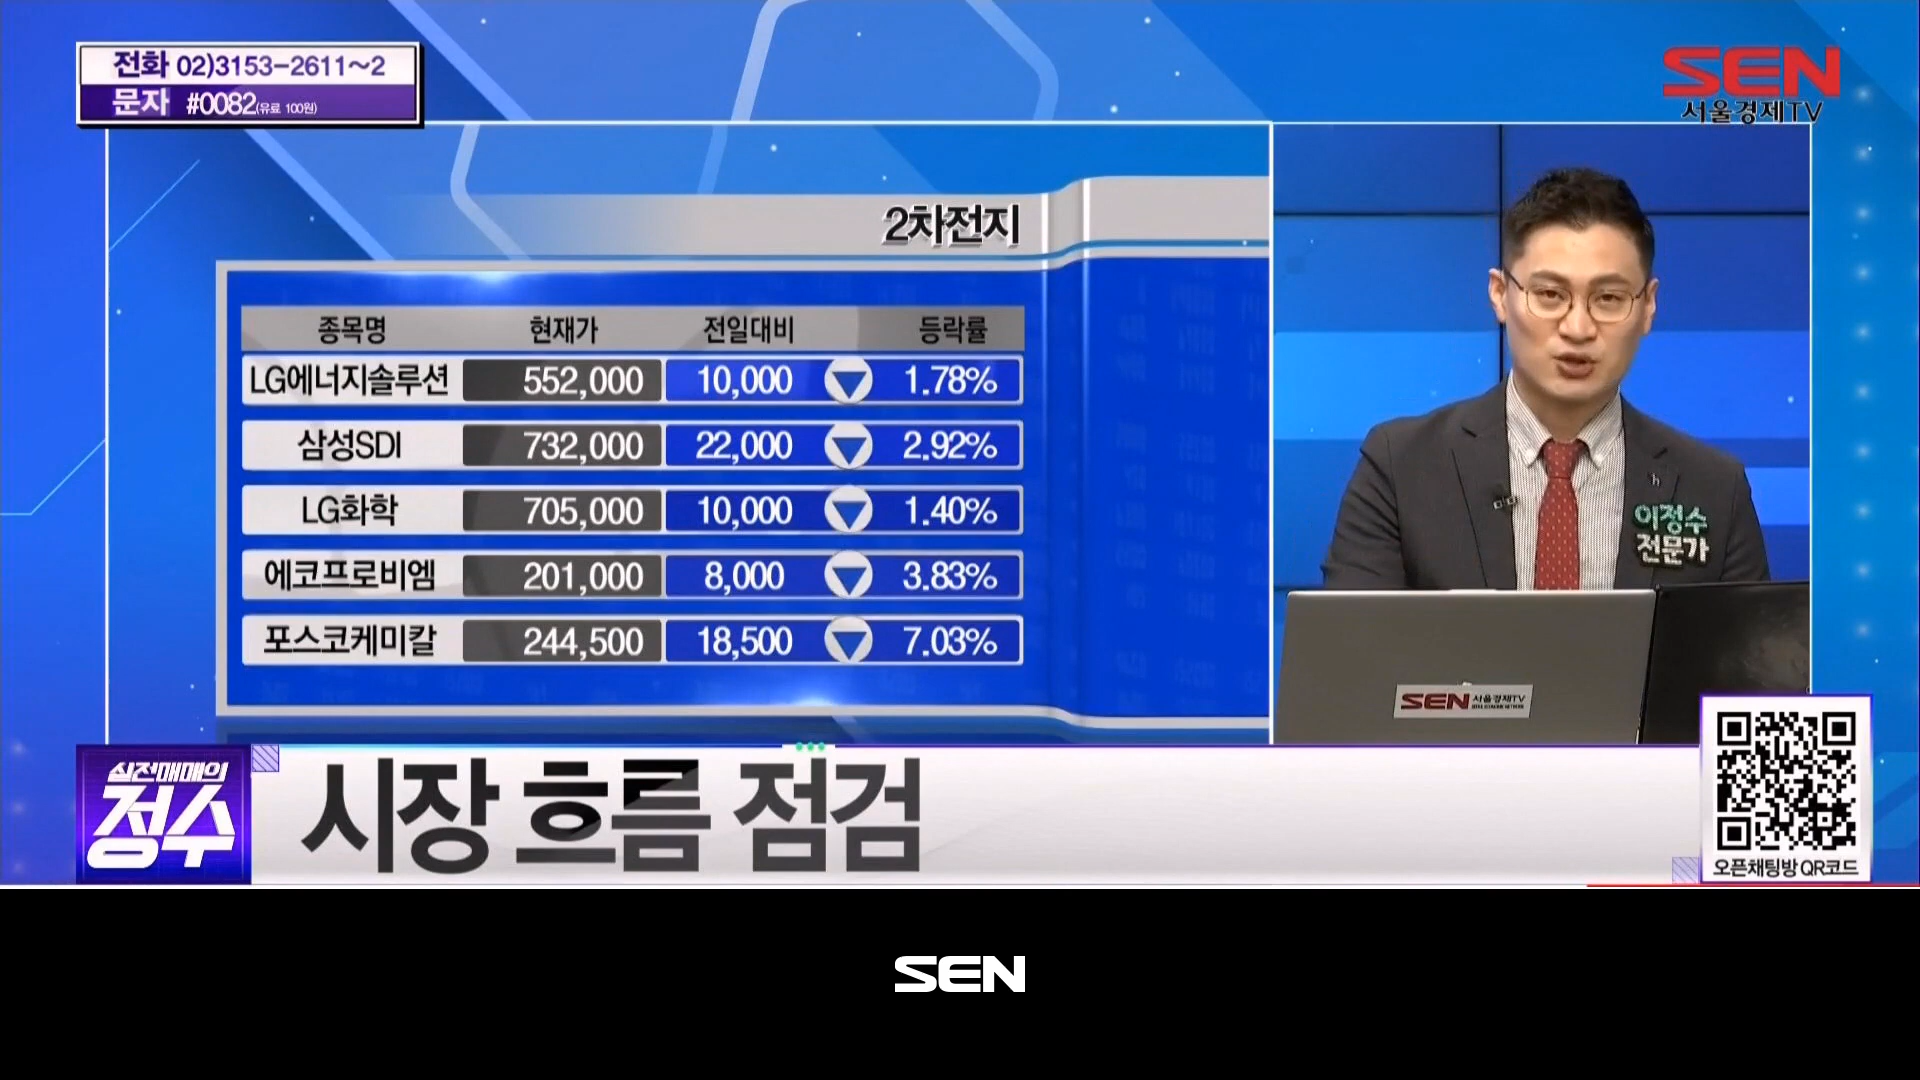 전화 02)3153-2611~2
문자 #0082(유료 100원)
SEN
서울경제TV
2차전지
종목명 현재가 전일대비 등락률
LG에너지솔루션 552,000 10,000 ▼ 1.78%
삼성SDI 732,000 22,000 ▼ 2.92%
LG화학 705,000 10,000 ▼ 1.40%
에코프로비엠 201,000 8,000 ▼ 3.83%
포스코케미칼 244,500 18,500 ▼ 7.03%
이정수
전문가
SEN 서울경제TV
실전매매의
정수
시장 흐름 점검
오픈채팅방 QR코드
SEN